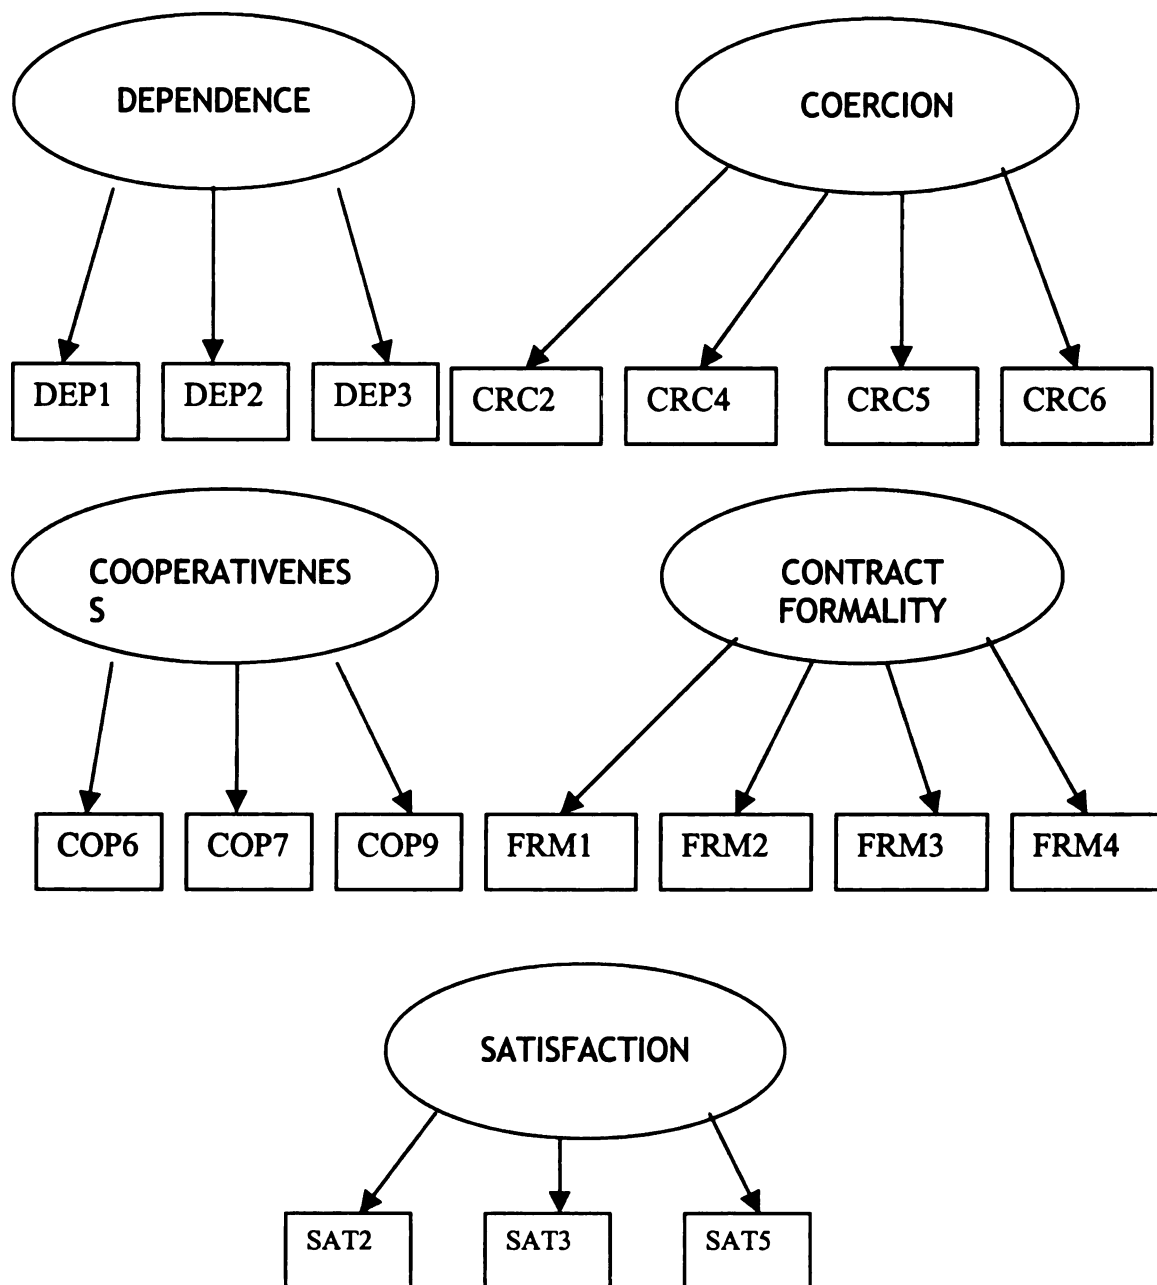 DEPENDENCE
COERCION
DEP1
DEP2
DEP3
CRC2
CRC4
CRC5
CRC6
COOPERATIVENES
S
CONTRACT
FORMALITY
COP6
COP7
COP9
FRM1
FRM2
FRM3
FRM4
SATISFACTION
SAT2
SAT3
SAT5